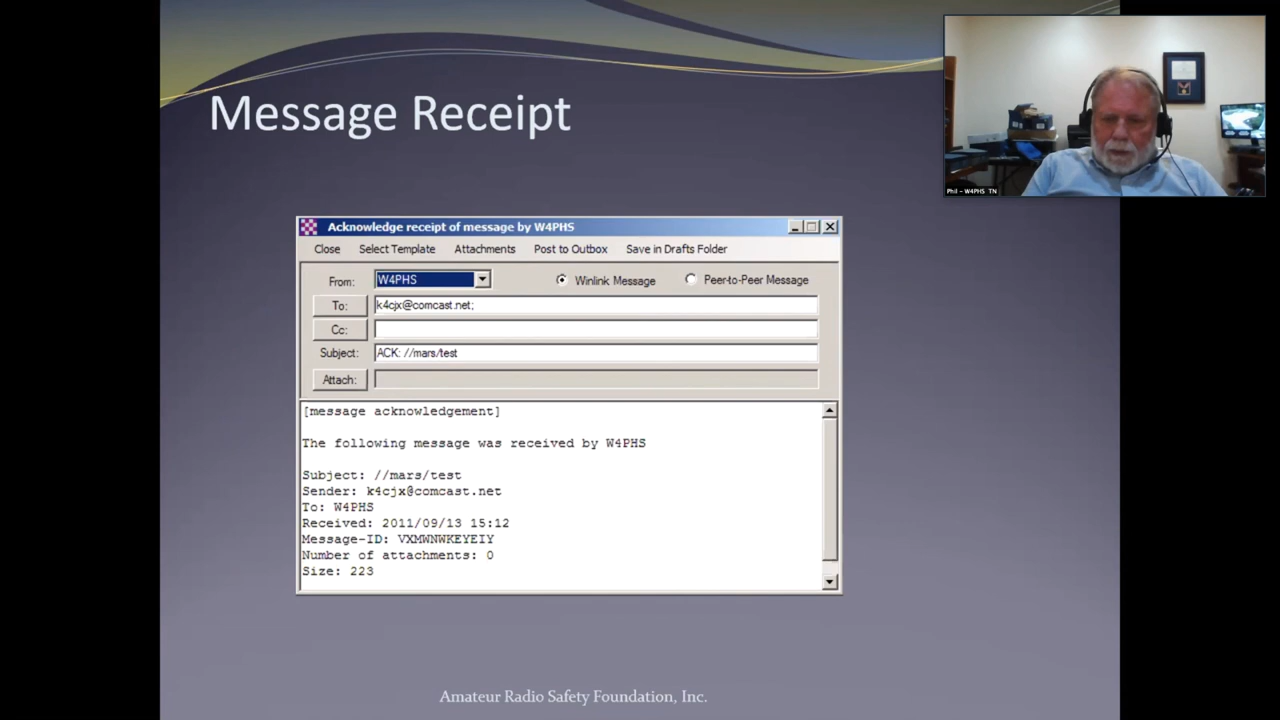 Message Receipt
Phil - W4PHS TN
Acknowledge receipt of message by W4PHS
Close Select Template Attachments Post to Outbox Save in Drafts Folder
From: W4PHS Winlink Message Peer-to-Peer Message
To: k4cjx@comcast.net;
Cc:
Subject: ACK: //mars/test
Attach:
[message acknowledgement]
The following message was received by W4PHS
Subject: //mars/test
Sender: k4cjx@comcast.net
To: W4PHS
Received: 2011/09/13 15:12
Message-ID: VXMWNWKEYEIY
Number of attachments: 0
Size: 223
Amateur Radio Safety Foundation, Inc.